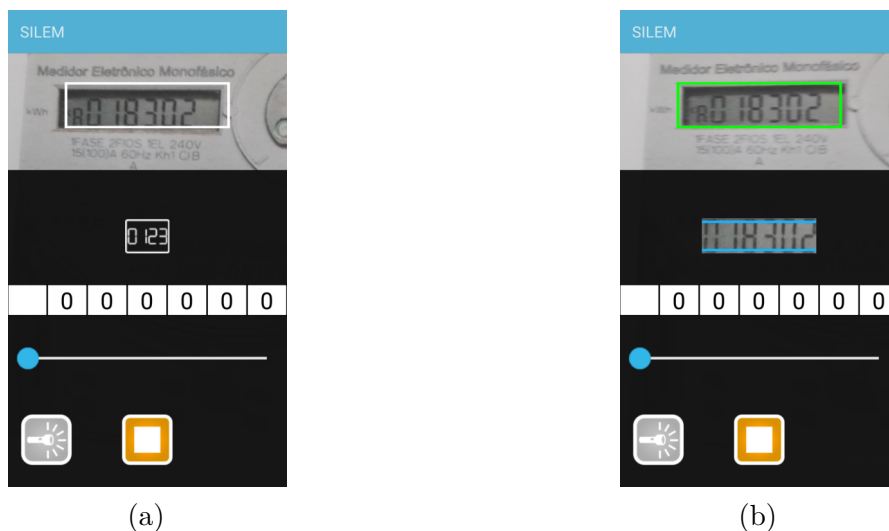 SILEM
Medidor Eletrônico Monofásico
kWh
R018302
1FASE 2FIOS 1EL 240V
15(100)A 60Hz Kh1 CIB
A
0123
0 0 0 0 0 0
(a)
SILEM
Medidor Eletrônico Monofásico
kWh
R018302
1FASE 2FIOS 1EL 240V
15(100)A 60Hz Kh1 CIB
A
018302
0 0 0 0 0 0
(b)